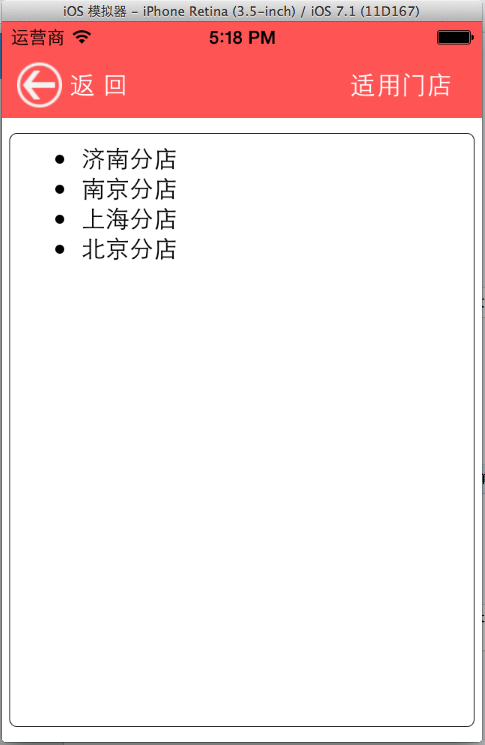 iOS 模拟器 - iPhone Retina (3.5-inch) / iOS 7.1 (11D167)
运营商 5:18 PM
返 回 适用门店
济南分店
南京分店
上海分店
北京分店